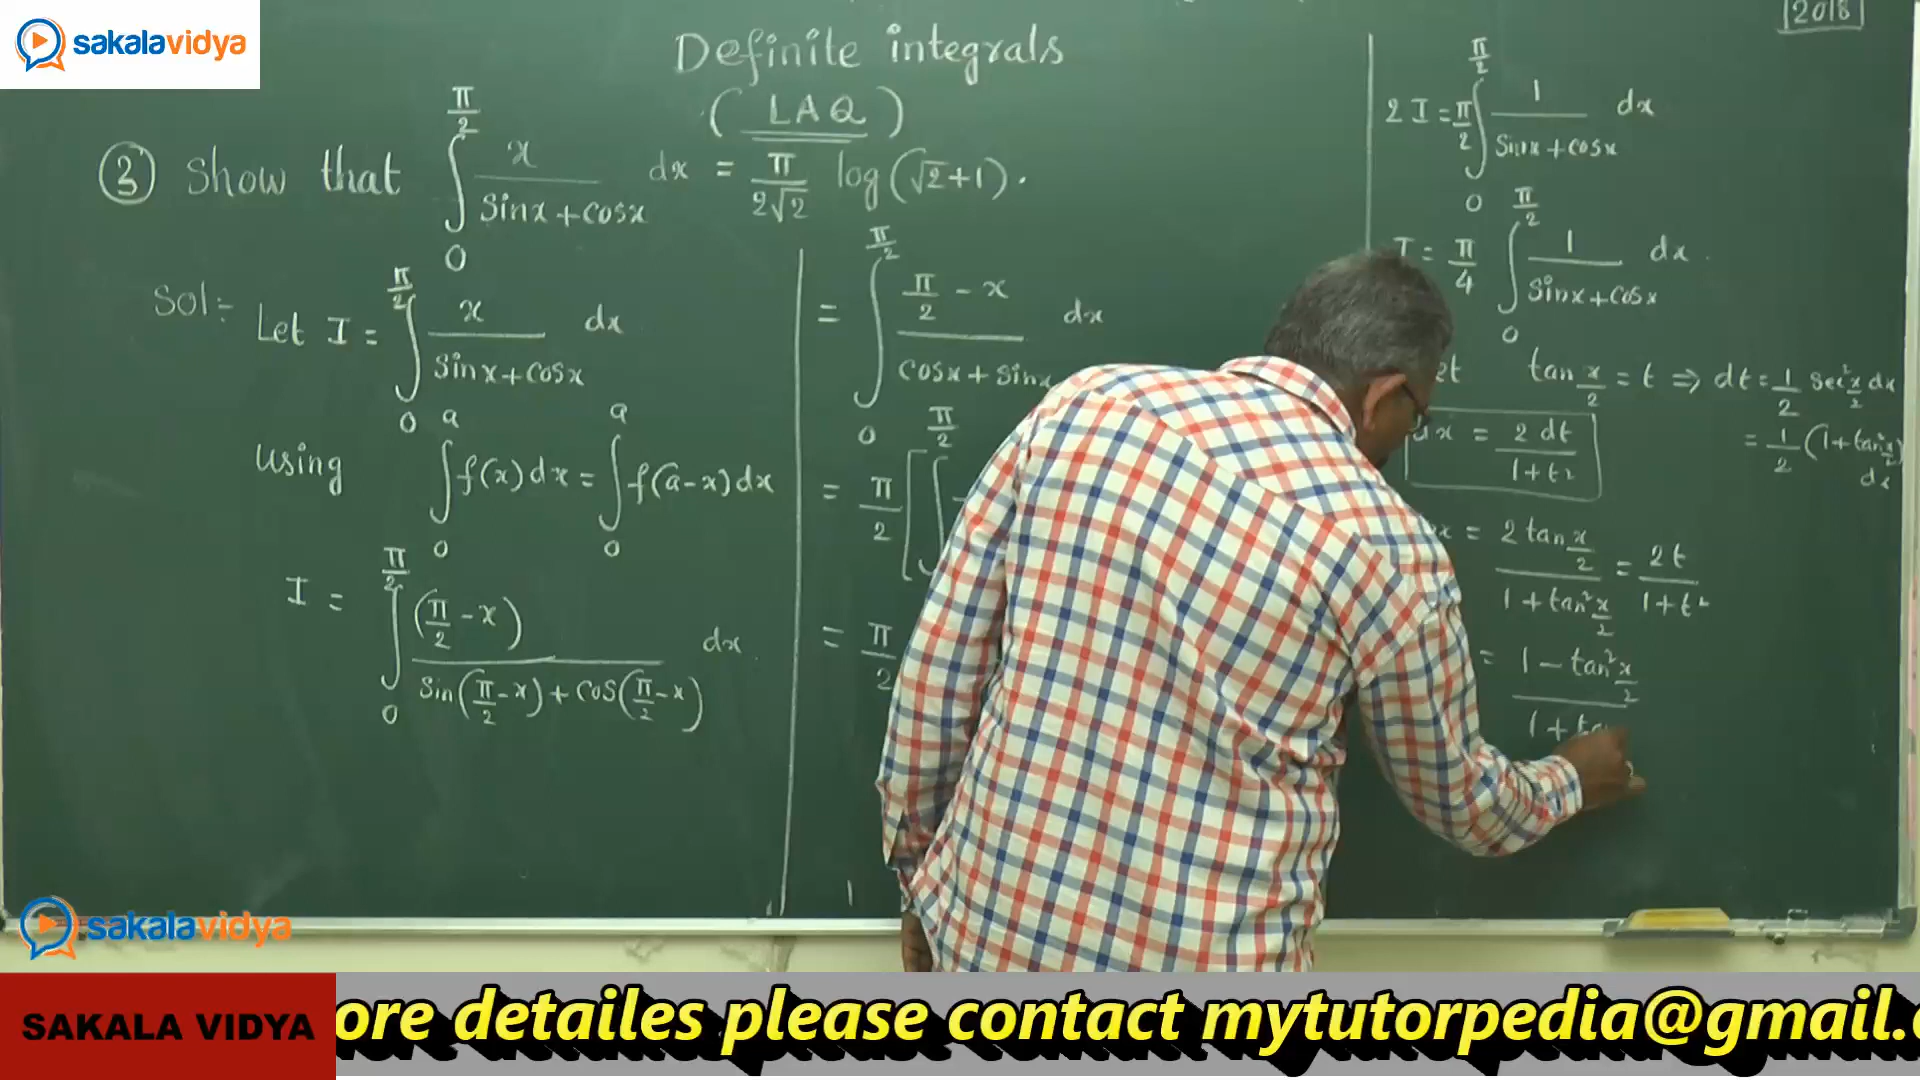 sakalavidya
Definite integrals
(LAQ)
③ Show that ∫₀^{π/2} x/(Sinx+cosx) dx = π/(2√2) log(√2+1).
Sol:- Let I = ∫₀^{π/2} x/(Sinx+cosx) dx
using ∫₀^a f(x)dx = ∫₀^a f(a-x)dx
I = ∫₀^{π/2} (π/2 - x)/(Sin(π/2-x)+cos(π/2-x)) dx
= ∫₀^{π/2} (π/2 - x)/(cosx+sinx) dx
= π/2 [∫
= π/2
2018
2I = π/2 ∫₀^{π/2} 1/(Sinx+cosx) dx
I = π/4 ∫₀^{π/2} 1/(Sinx+cosx) dx
tan x/2 = t ⇒ dt = 1/2 sec² x/2 dx
= 1/2 (1+tan² x/2) dx
dx = 2dt/(1+t²)
= 2tan x/2/(1+tan² x/2) = 2t/(1+t²)
= (1-tan² x/2)/(1+ta
sakalavidya
SAKALA VIDYA
ore detailes please contact mytutorpedia@gmail.c